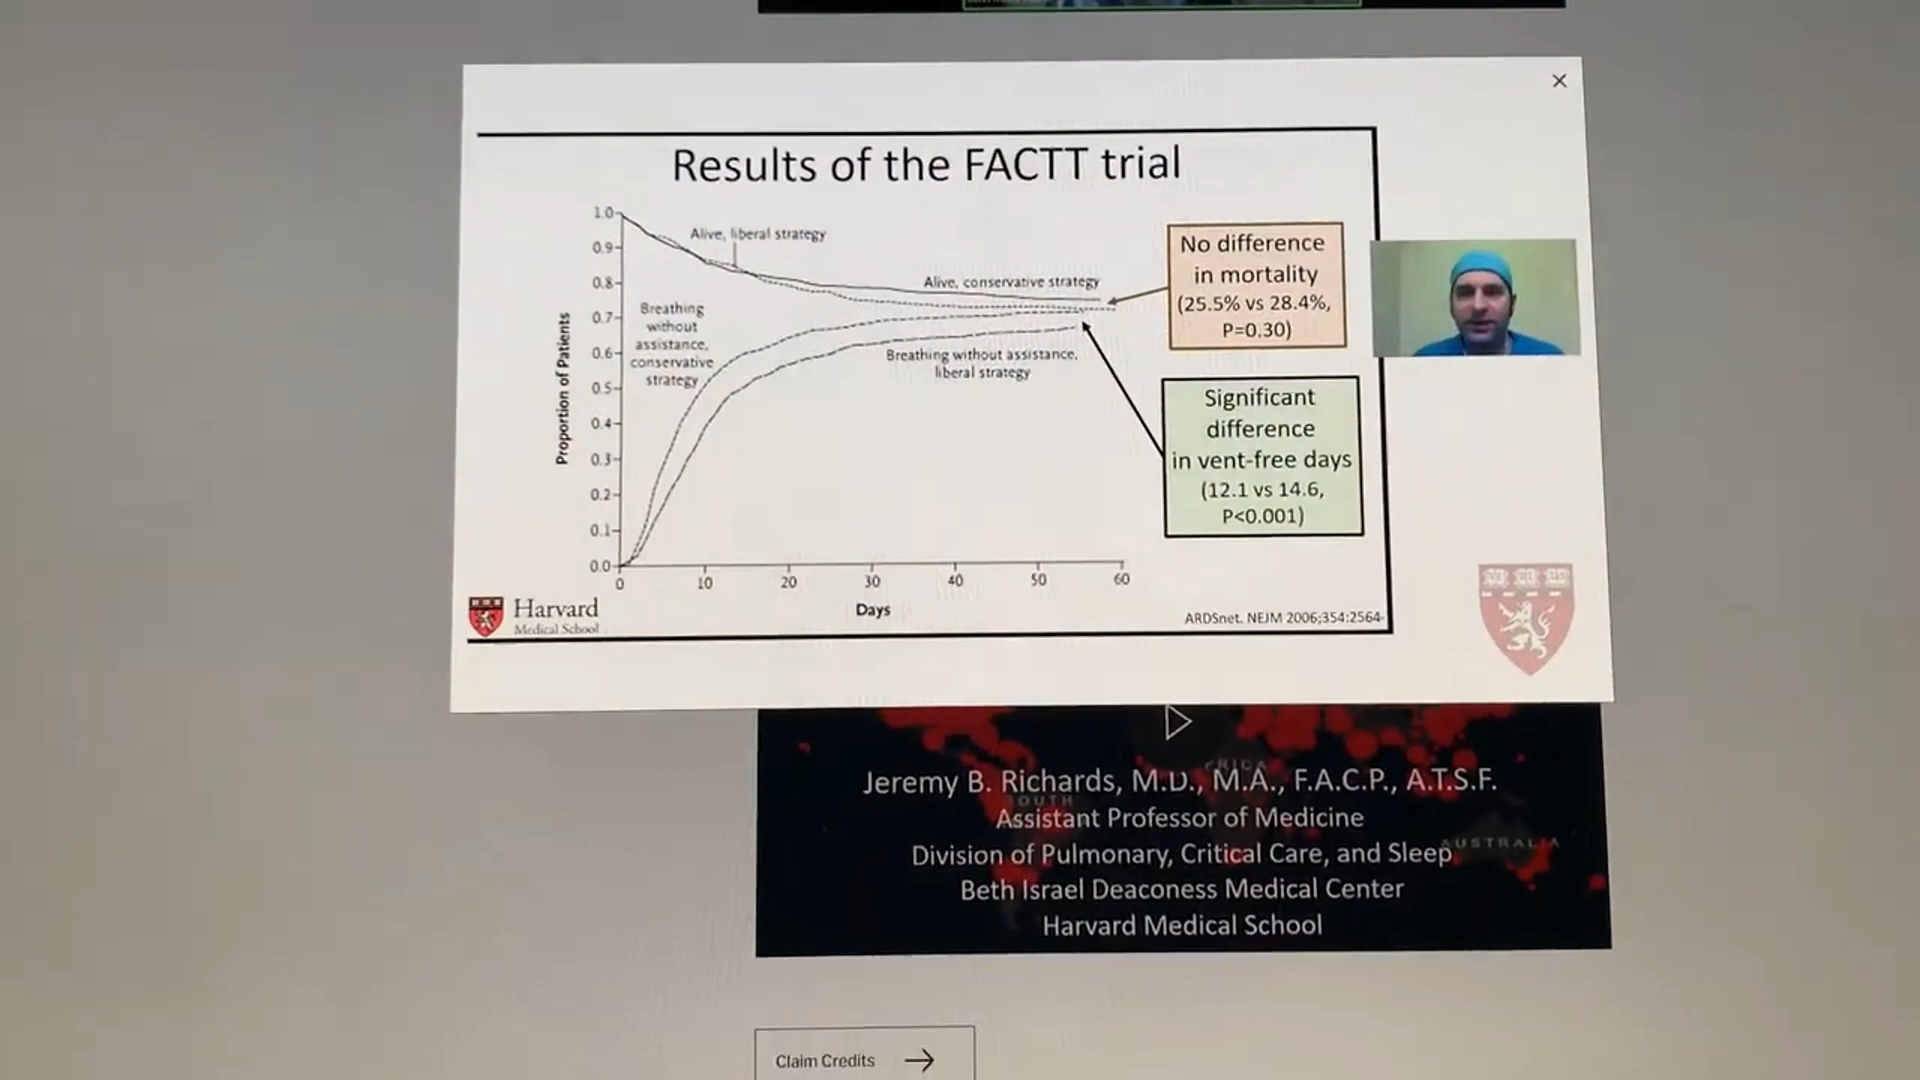 Results of the FACTT trial
1.0
0.9
0.8
0.7
0.6
0.5
0.4
0.3
0.2
0.1
0.0
Proportion of Patients
Alive, liberal strategy
Alive, conservative strategy
Breathing
without
assistance,
conservative
strategy
Breathing without assistance,
liberal strategy
0 10 20 30 40 50 60
Days
No difference
in mortality
(25.5% vs 28.4%,
P=0.30)
Significant
difference
in vent-free days
(12.1 vs 14.6,
P<0.001)
Harvard
Medical School
ARDSnet. NEJM 2006;354:2564-
Jeremy B. Richards, M.D., M.A., F.A.C.P., A.T.S.F.
Assistant Professor of Medicine
Division of Pulmonary, Critical Care, and Sleep
AUSTRALIA
Beth Israel Deaconess Medical Center
Harvard Medical School
Claim Credits